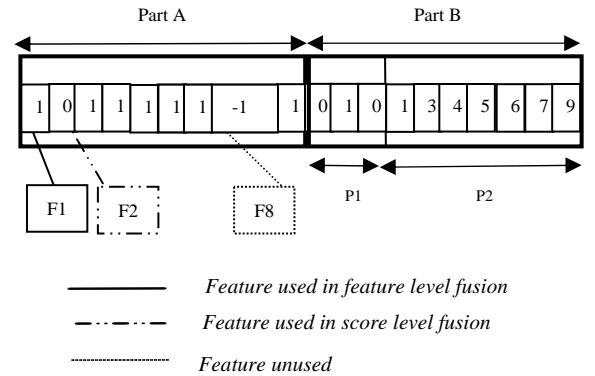 Part A Part B
1 0 1 1 1 1 1 -1 1 0 1 0 1 3 4 5 6 7 9
F1 F2 F8 P1 P2
Feature used in feature level fusion
Feature used in score level fusion
Feature unused